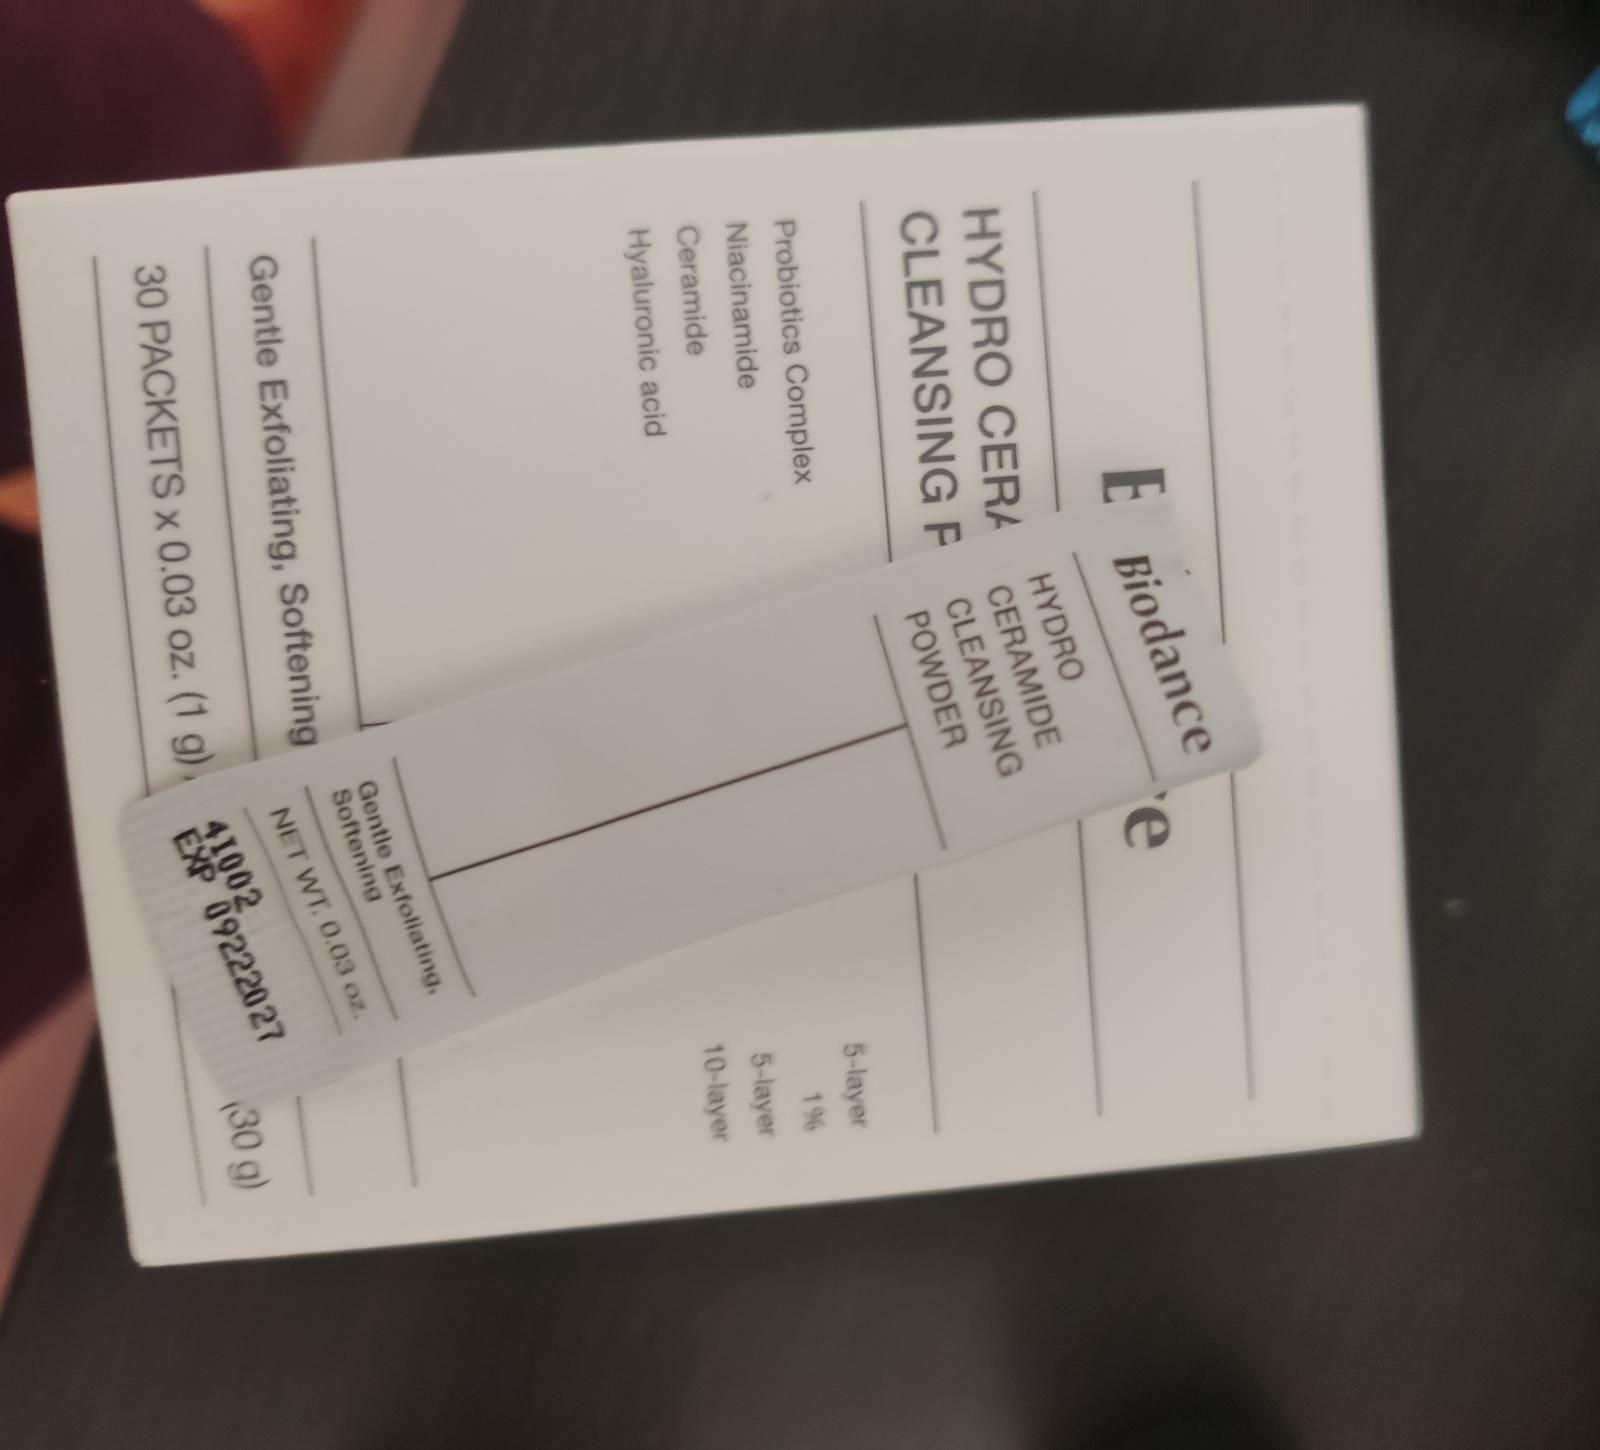 Biodance
HYDRO
CERAMIDE
CLEANSING
POWDER
Gentle Exfoliating,
Softening
NET WT. 0.03 oz.
41002
EXP 09222027
HYDRO CERA
CLEANSING P
Probiotics Complex 5-layer
Niacinamide 1%
Ceramide 5-layer
Hyaluronic acid 10-layer
Gentle Exfoliating, Softening
30 PACKETS x 0.03 oz. (1 g) (30 g)